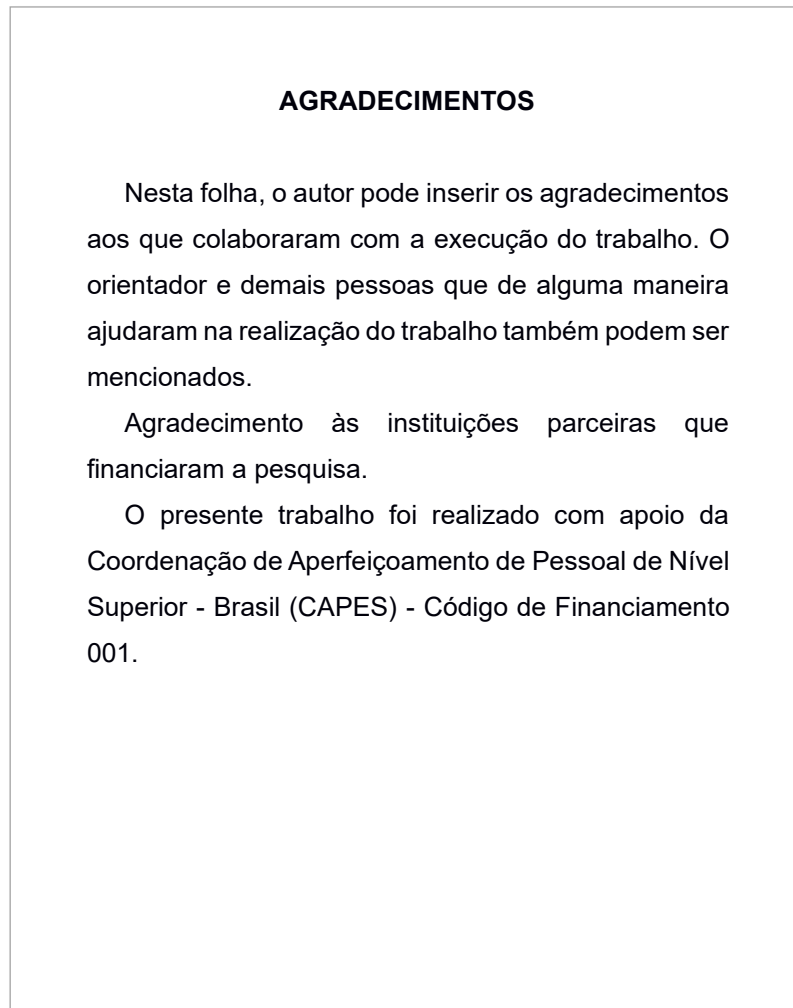 AGRADECIMENTOS
Nesta folha, o autor pode inserir os agradecimentos
aos que colaboraram com a execução do trabalho. O
orientador e demais pessoas que de alguma maneira
ajudaram na realização do trabalho também podem ser
mencionados.
Agradecimento às instituições parceiras que
financiaram a pesquisa.
O presente trabalho foi realizado com apoio da
Coordenação de Aperfeiçoamento de Pessoal de Nível
Superior - Brasil (CAPES) - Código de Financiamento
001.